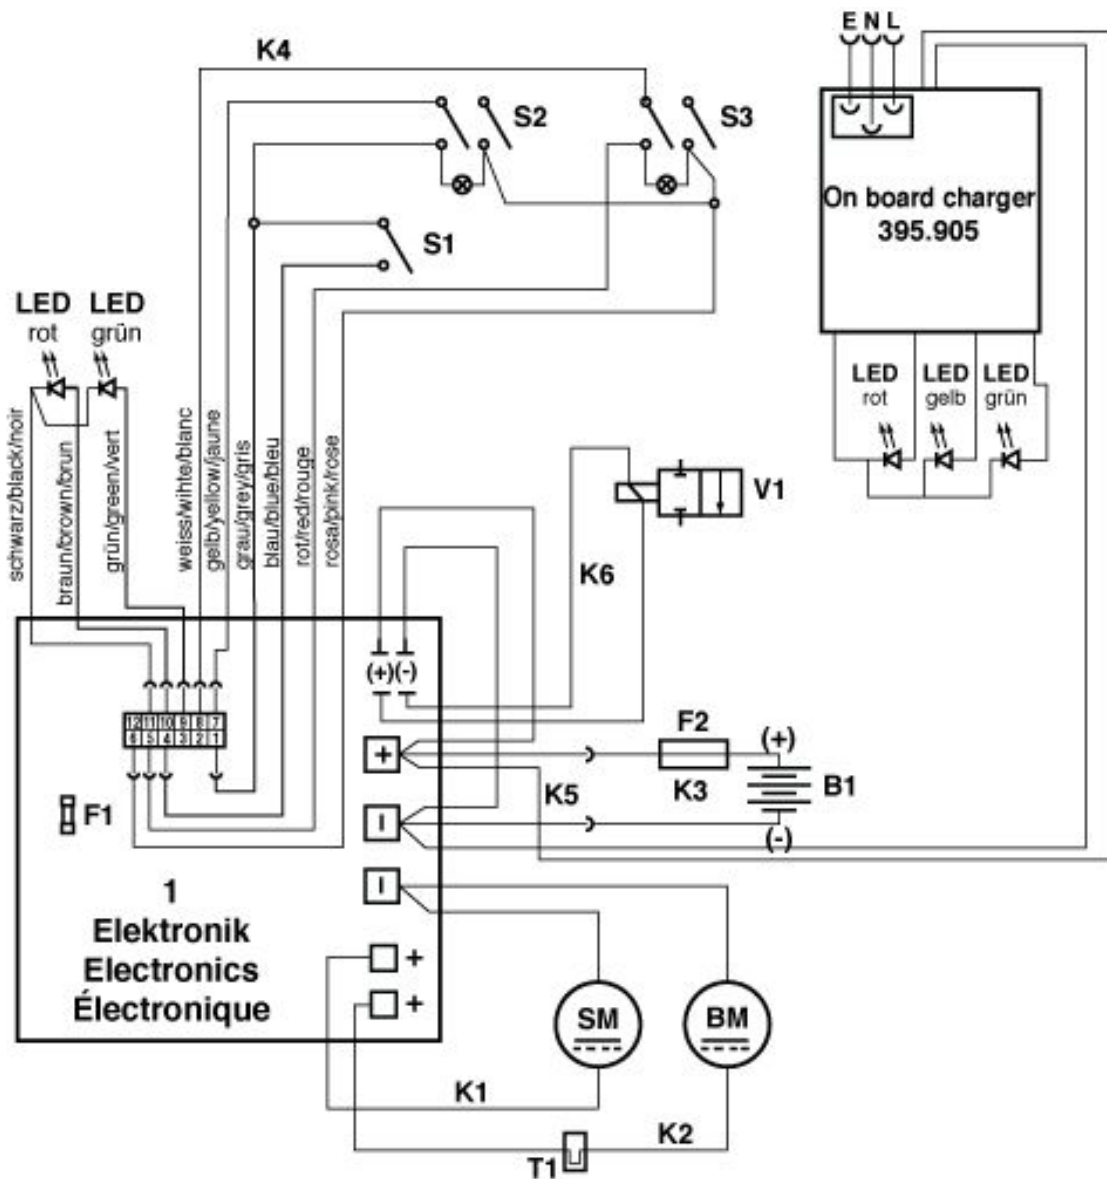 K4
E N L
S2
S3
On board charger
395.905
S1
LED
rot
LED
grün
LED
rot
LED
gelb
LED
grün
schwarz/black/noir
braun/brown/brun
grün/green/vert
weiss/wihte/blanc
gelb/yellow/jaune
grau/grey/gris
blau/blue/bleu
rot/red/rouge
rosa/pink/rose
V1
K6
(+) (-)
12 11 10 9 8 7
6 5 4 3 2 1
F2
(+)
+
K3
B1
K5
F1
(-)
I
I
1
Elektronik
Electronics
Électronique
+
+
SM
BM
K1
K2
T1